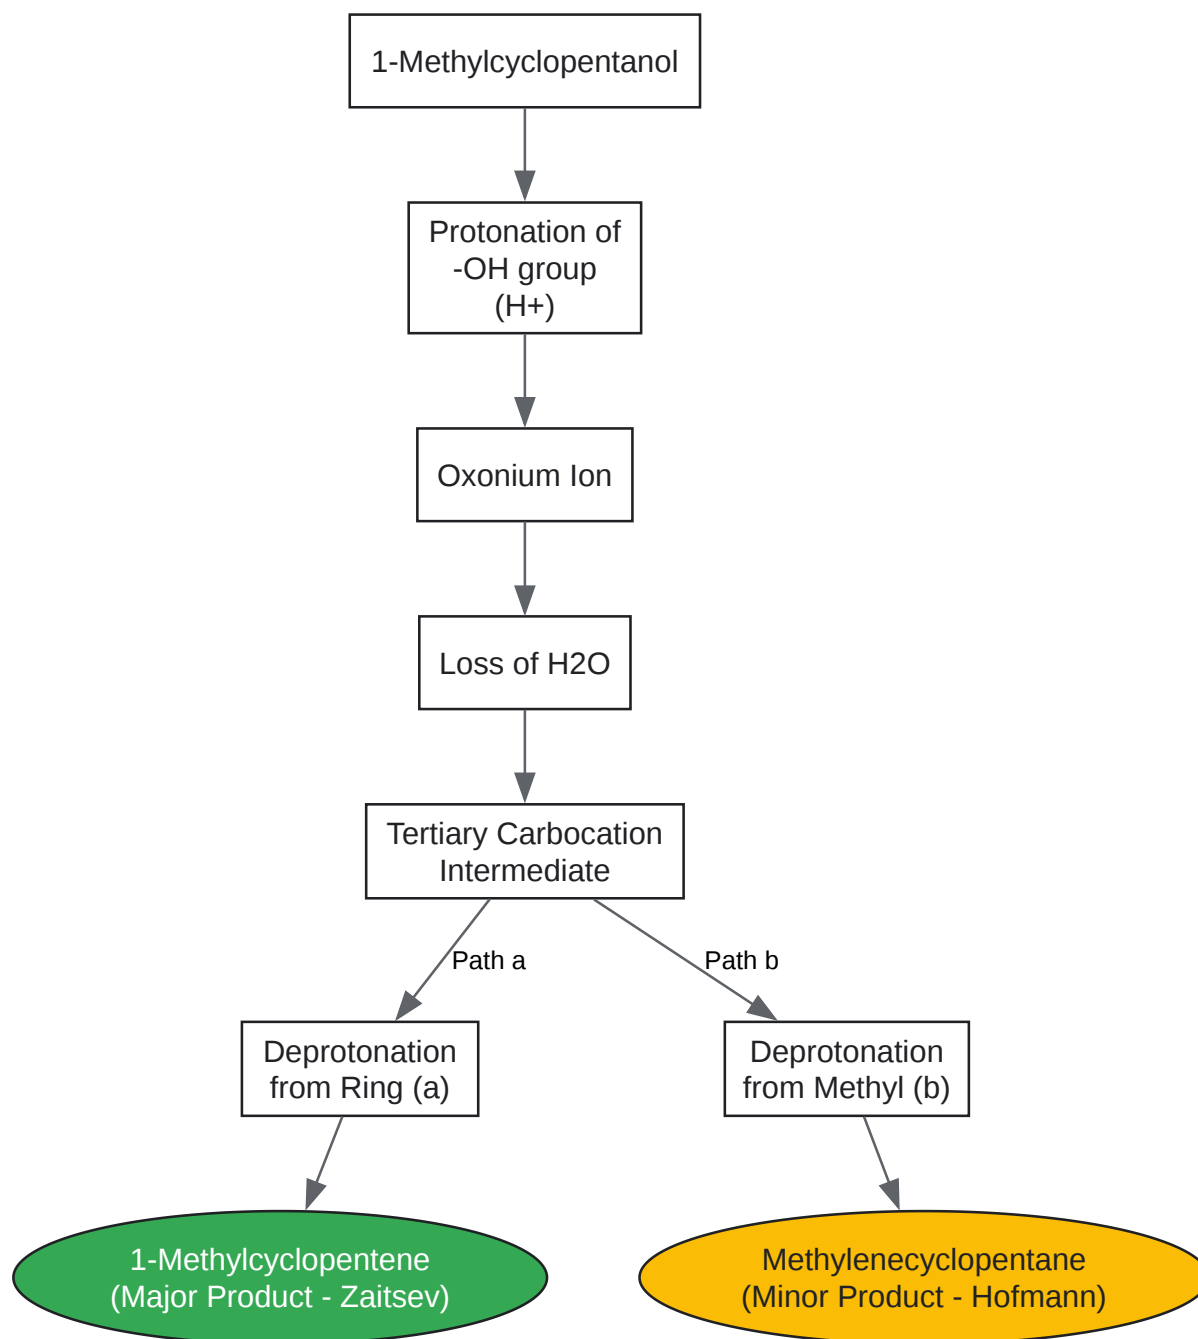 1-Methylcyclopentanol
Protonation of
-OH group
(H+)
Oxonium Ion
Loss of H2O
Tertiary Carbocation
Intermediate
Path a
Path b
Deprotonation
from Ring (a)
Deprotonation
from Methyl (b)
1-Methylcyclopentene
(Major Product - Zaitsev)
Methylenecyclopentane
(Minor Product - Hofmann)